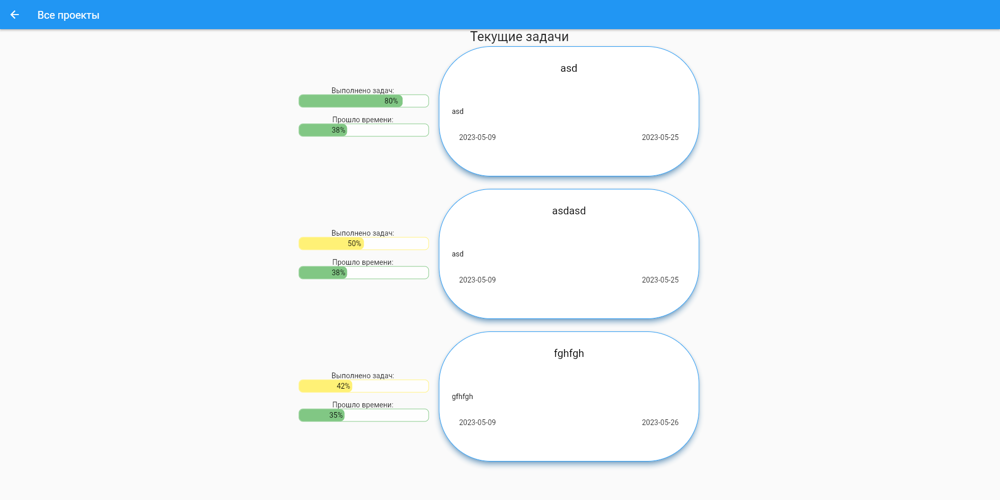 Все проекты
Текущие задачи
Выполнено задач:
80%
Прошло времени:
38%
asd
asd
2023-05-09 2023-05-25
Выполнено задач:
50%
Прошло времени:
38%
asdasd
asd
2023-05-09 2023-05-25
Выполнено задач:
42%
Прошло времени:
35%
fghfgh
gfhfgh
2023-05-09 2023-05-26